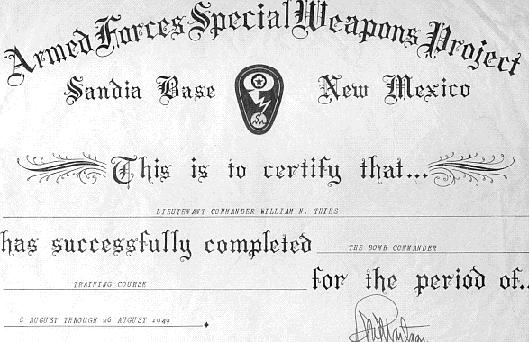 Armed Forces Special Weapons Project
Sandia Base New Mexico
This is to certify that...
LIEUTENANT COMMANDER WILLIAM N.
has successfully completed THE BOMB COMMANDER
TRAINING COURSE for the period of..
AUGUST THROUGH 26 AUGUST